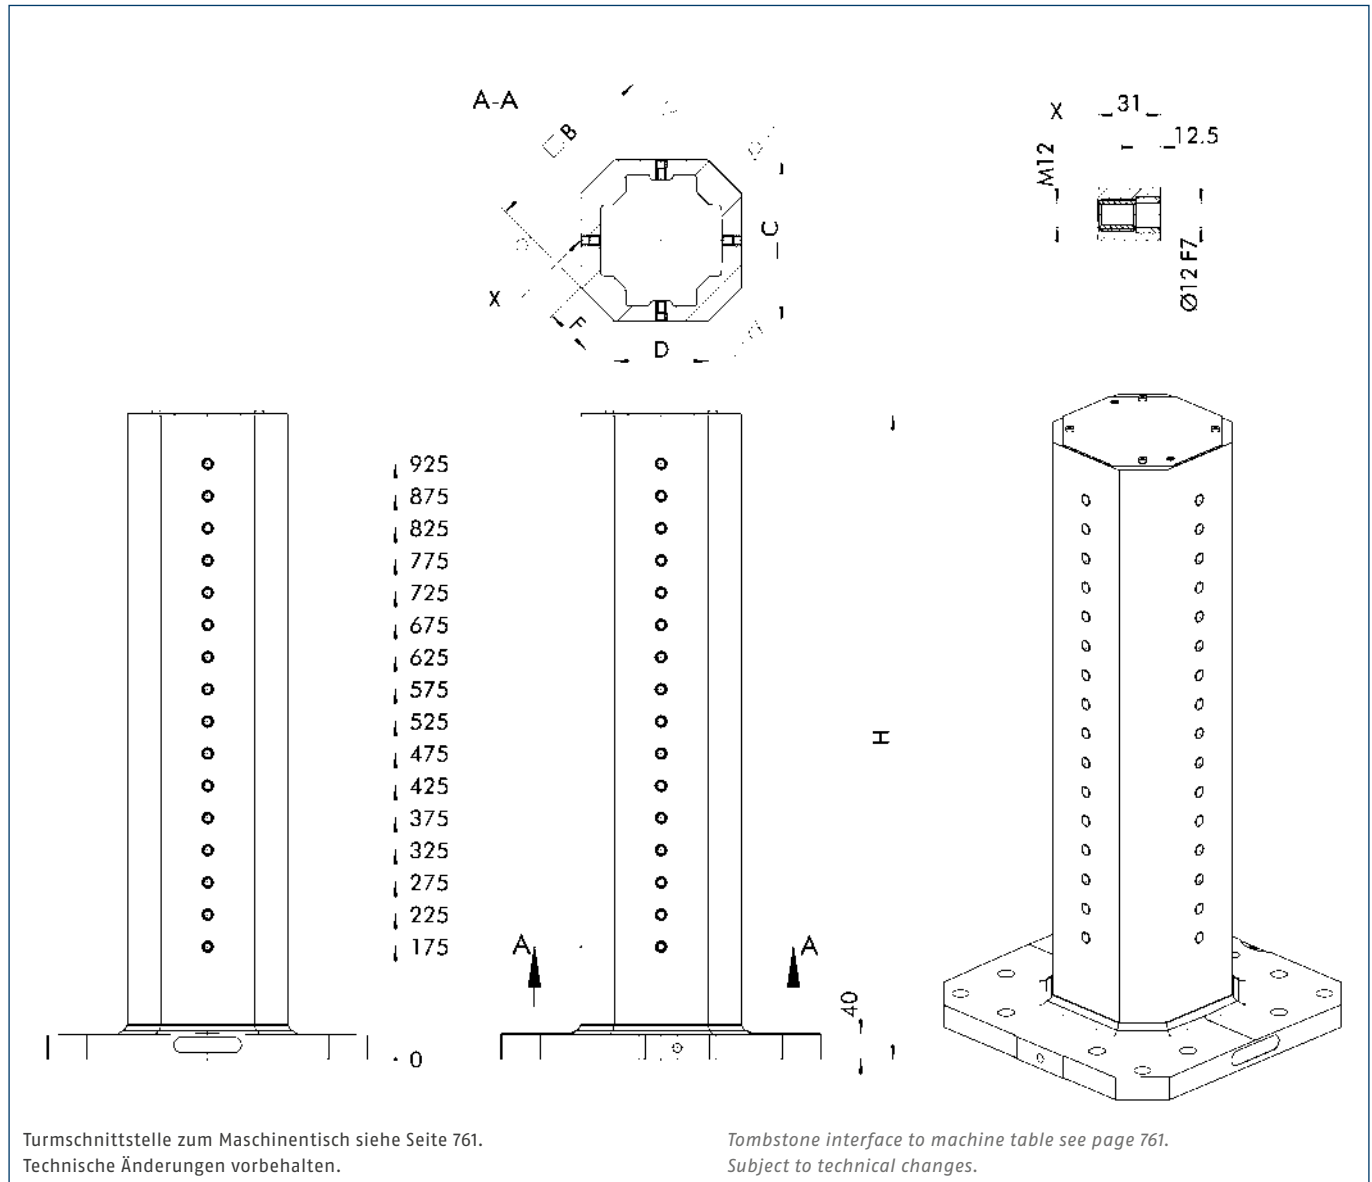 A-A
B
C
X
F
D
X
31
12.5
M12
Ø12 F7
925
875
825
775
725
675
625
575
525
475
425
375
325
275
225
175
0
A
A
40
H
Turmschnittstelle zum Maschinentisch siehe Seite 761.
Technische Änderungen vorbehalten.
Tombstone interface to machine table see page 761.
Subject to technical changes.